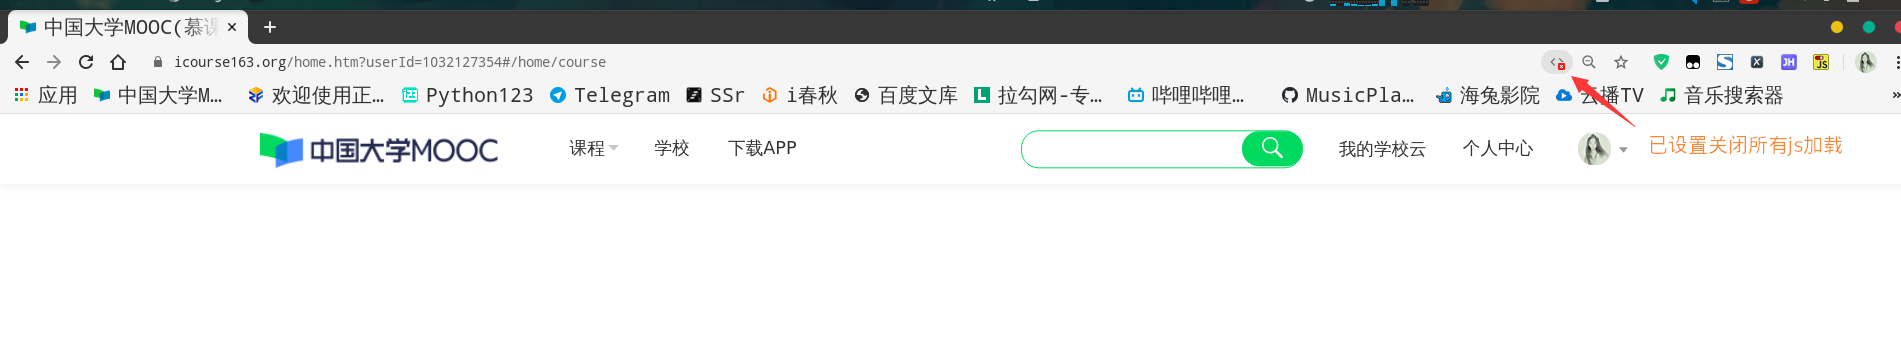 中国大学MOOC(慕课
icourse163.org/home.htm?userId=1032127354#/home/course
JH
JS
应用 中国大学M… 欢迎使用正… Python123 Telegram SSr i春秋 百度文库 拉勾网-专… 哔哩哔哩… MusicPla… 海兔影院 云播TV 音乐搜索器 »
中国大学MOOC 课程 学校 下载APP 我的学校云 个人中心 已设置关闭所有js加载